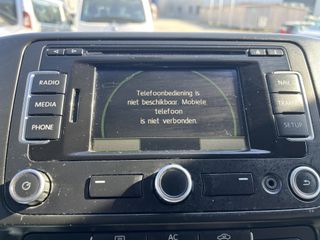 RADIO
MEDIA
PHONE
Telefoonbediening is
niet beschikbaar. Mobiele
telefoon
is niet verbonden.
NAV
TRAFFIC
SETUP
AC